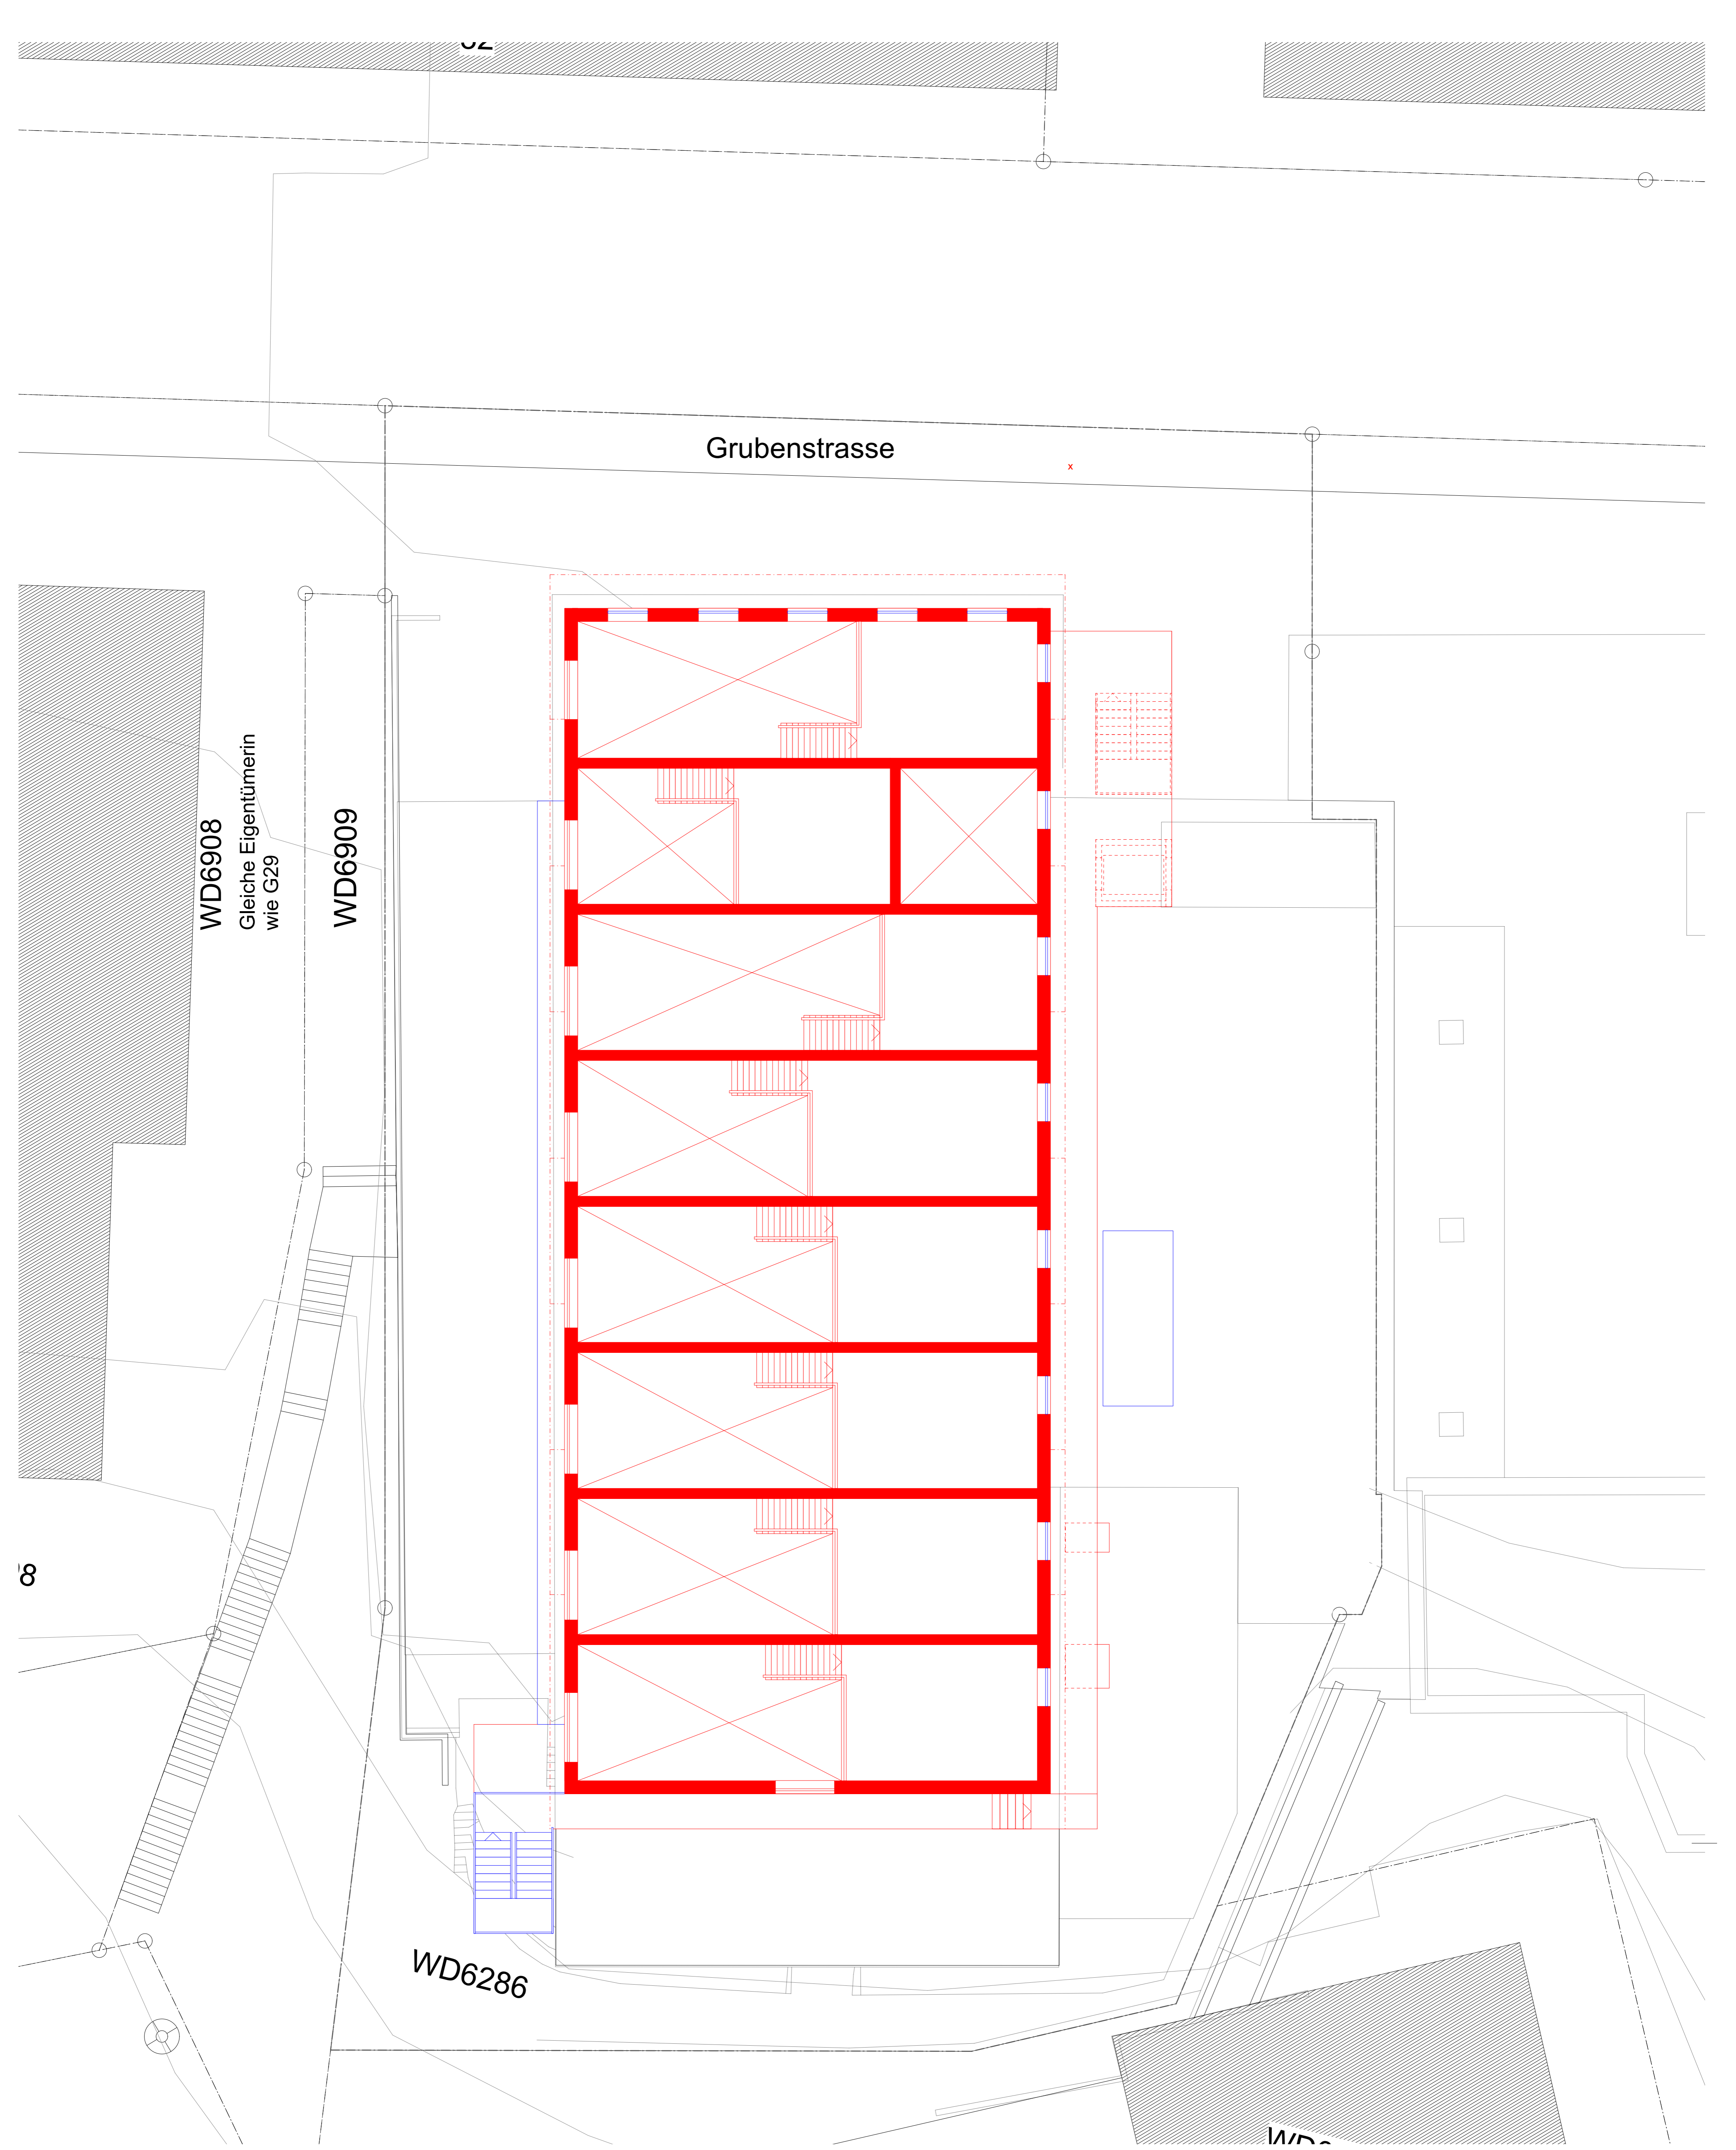 Grubenstrasse
x
WD6908
Gleiche Eigentümerin
wie G29
WD6909
WD6286